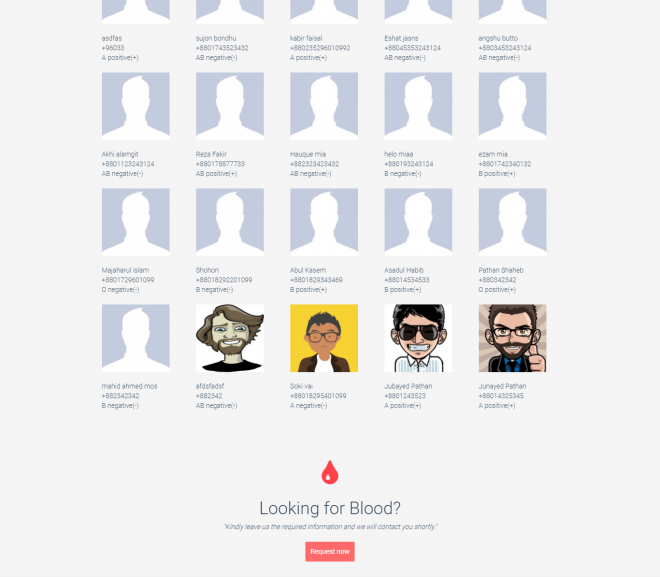 asdfas
+96033
A positive(+)
sujon bondhu
+8801743523432
AB negative(-)
kabir faisal
+880235296010992
A positive(+)
Eshat jasns
+88045353243124
AB negative(-)
angshu butto
+8803453243124
AB negative(-)
Akhi alamgit
+8801123243124
AB negative(-)
Reza Fakir
+880178877733
AB positive(+)
Hauque mia
+882323423432
AB negative(-)
helo miaa
+880193243124
B negative(-)
ezam mia
+8801742340132
B positive(+)
Majaharul islam
+8801729601099
O negative(-)
Shohon
+88018292201099
B negative(-)
Abul Kasem
+8801829343469
B positive(+)
Asadul Habib
+88014534533
B positive(+)
Pathan Shaheb
+880342342
O positive(+)
mahid ahmed mos
+882342342
B negative(-)
afdsfadsf
+882342
AB negative(-)
Soki vai
+88018295401099
A negative(-)
Jubayed Pathan
+8801243523
A positive(+)
Junayed Pathan
+88014325345
A positive(+)
Looking for Blood?
"Kindly leave us the required information and we will contact you shortly."
Request now